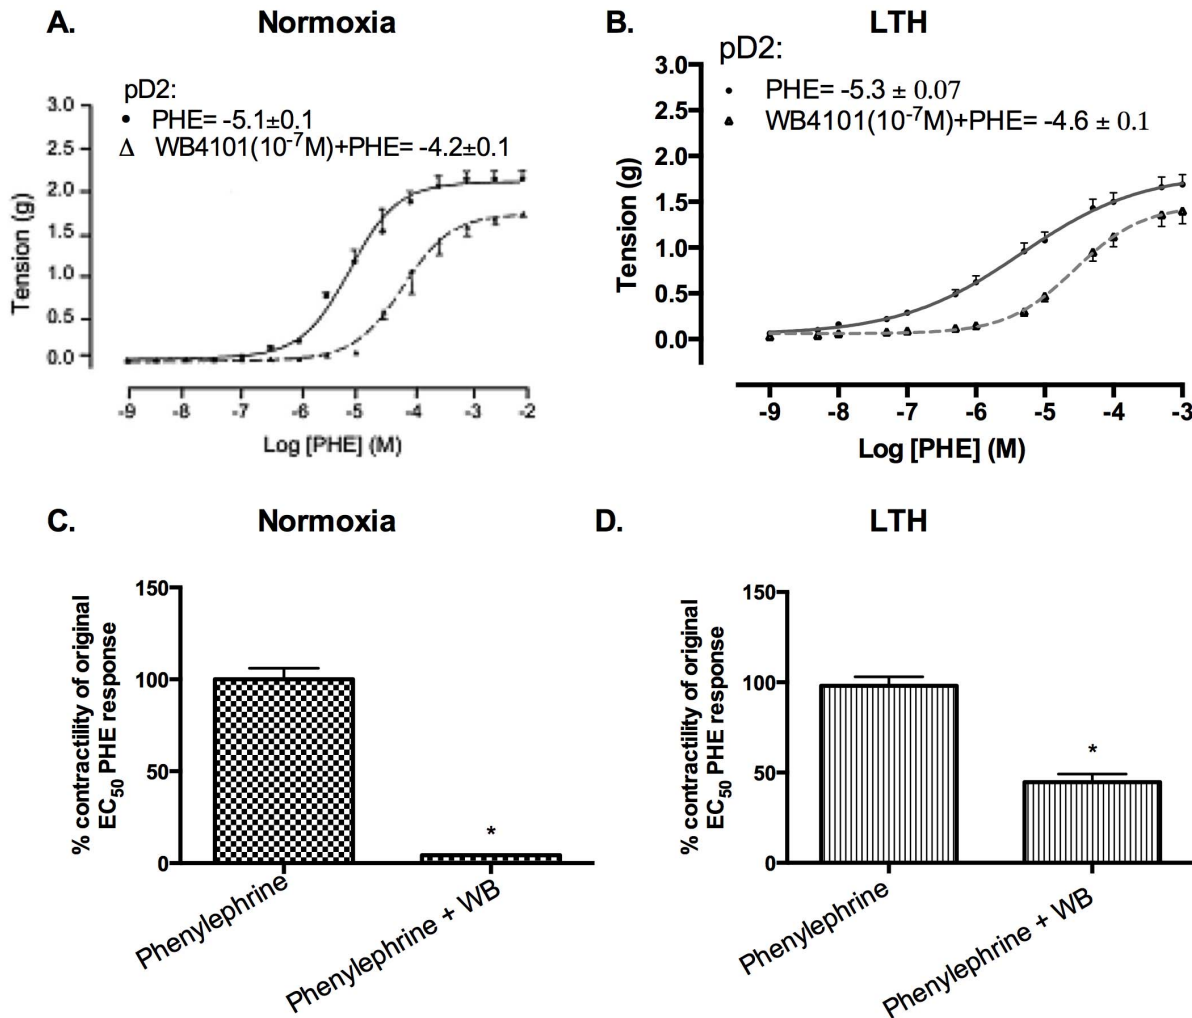 A.
Normoxia
pD2:
PHE= -5.1±0.1
WB4101(10-7M)+PHE= -4.2±0.1
3.0
2.5
2.0
1.5
1.0
0.5
0.0
Tension (g)
-9 -8 -7 -6 -5 -4 -3 -2
Log [PHE] (M)
B.
LTH
pD2:
PHE= -5.3 ± 0.07
WB4101(10-7M)+PHE= -4.6 ± 0.1
3.0
2.5
2.0
1.5
1.0
0.5
0.0
Tension (g)
-9 -8 -7 -6 -5 -4 -3
Log [PHE] (M)
C.
Normoxia
% contractility of original
EC50 PHE response
150
100
50
0
*
Phenylephrine
Phenylephrine + WB
D.
LTH
% contractility of original
EC50 PHE response
150
100
50
0
*
Phenylephrine
Phenylephrine + WB